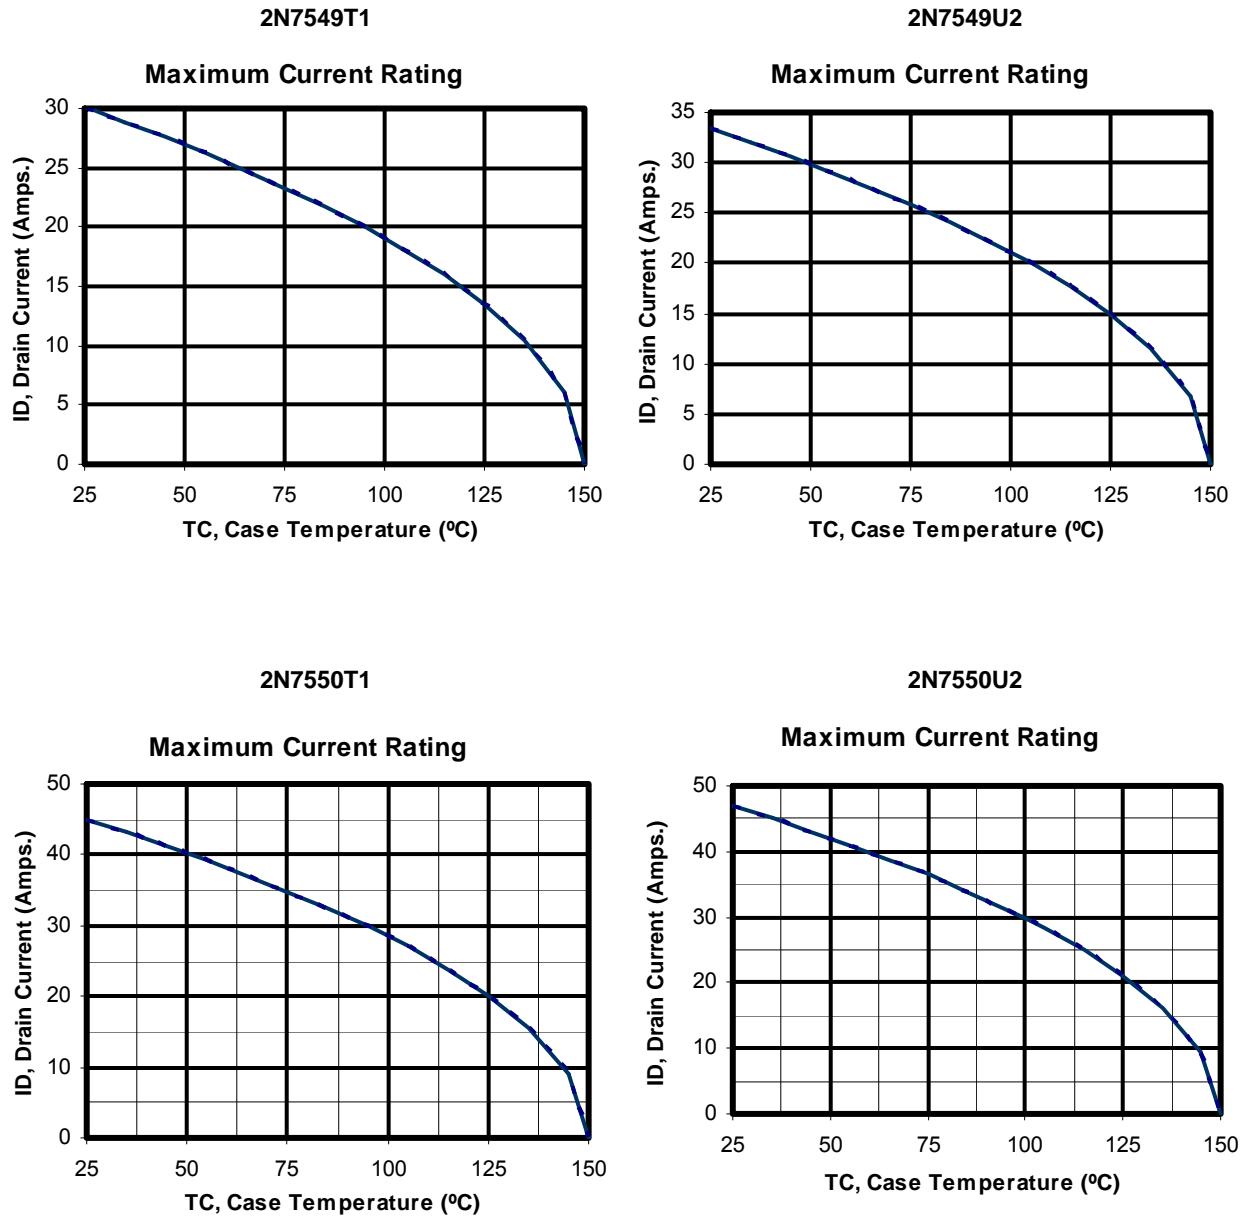 2N7549T1
Maximum Current Rating
30
25
20
15
10
5
0
ID, Drain Current (Amps.)
25 50 75 100 125 150
TC, Case Temperature (ºC)
2N7549U2
Maximum Current Rating
35
30
25
20
15
10
5
0
ID, Drain Current (Amps.)
25 50 75 100 125 150
TC, Case Temperature (ºC)
2N7550T1
Maximum Current Rating
50
40
30
20
10
0
ID, Drain Current (Amps.)
25 50 75 100 125 150
TC, Case Temperature (ºC)
2N7550U2
Maximum Current Rating
50
40
30
20
10
0
ID, Drain Current (Amps.)
25 50 75 100 125 150
TC, Case Temperature (ºC)